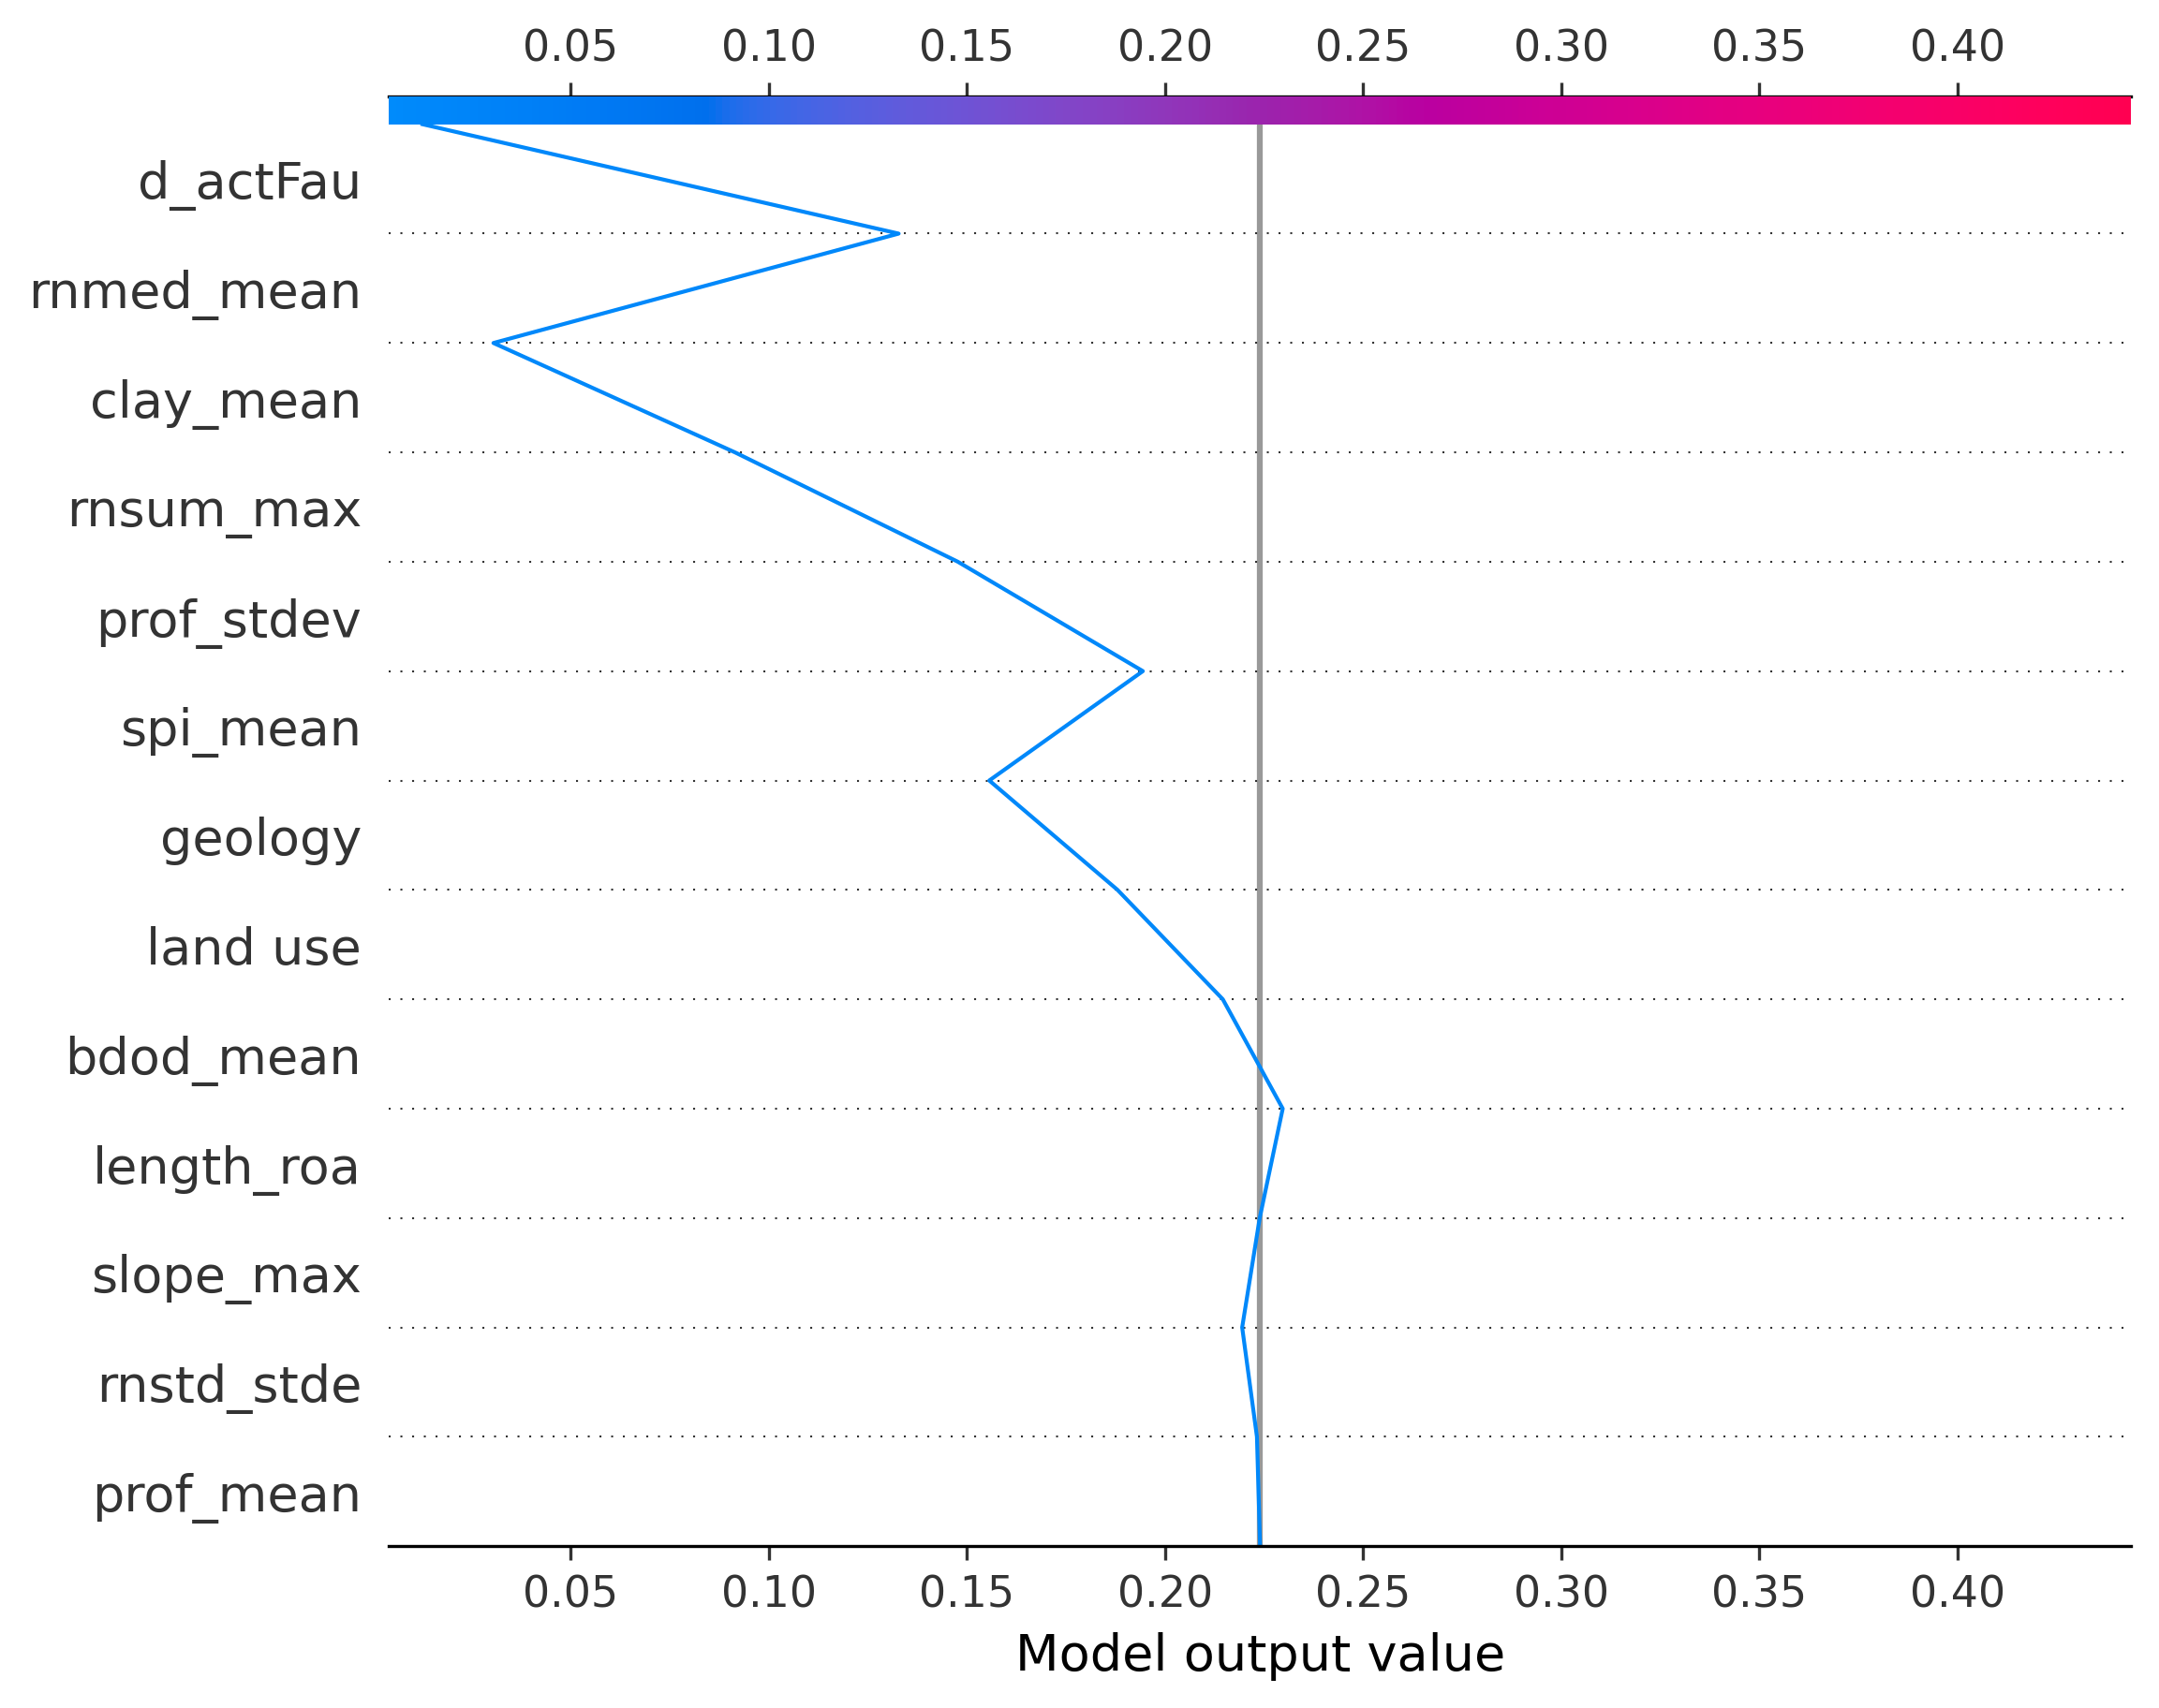 0.05 0.10 0.15 0.20 0.25 0.30 0.35 0.40
d_actFau
rnmed_mean
clay_mean
rnsum_max
prof_stdev
spi_mean
geology
land use
bdod_mean
length_roa
slope_max
rnstd_stde
prof_mean
0.05 0.10 0.15 0.20 0.25 0.30 0.35 0.40
Model output value